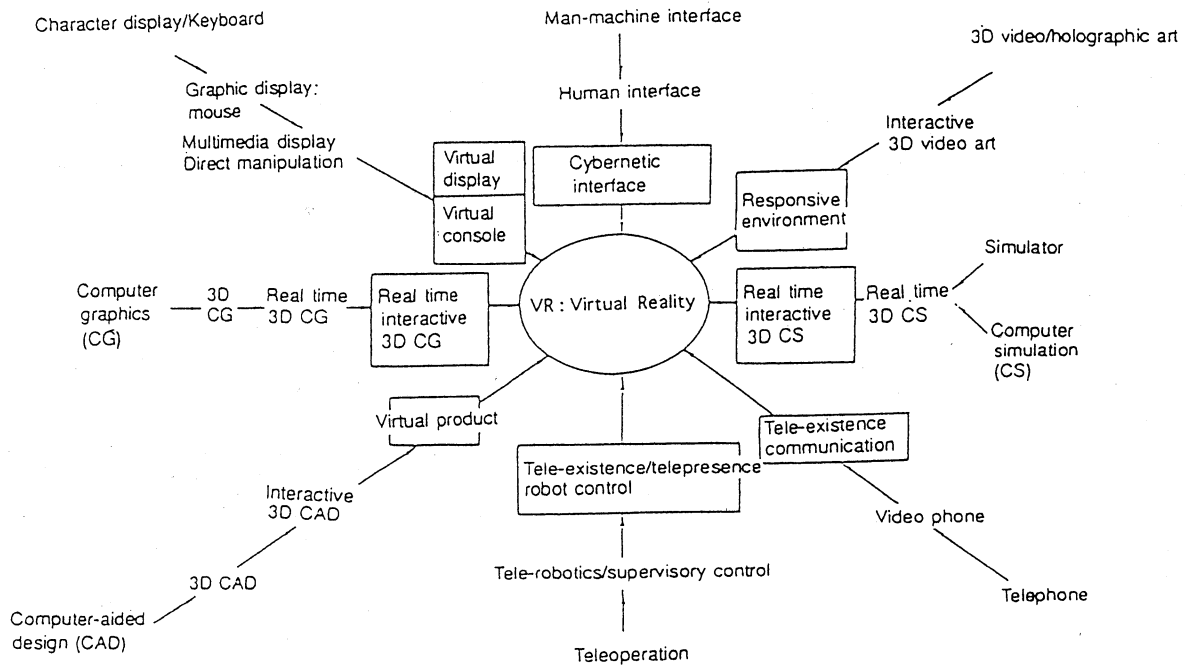 Character display/Keyboard
Man-machine interface
3D video/holographic art
Graphic display:
mouse
Human interface
Interactive
3D video art
Multimedia display
Direct manipulation
Virtual
display
Virtual
console
Cybernetic
interface
Responsive
environment
Simulator
Computer
graphics
(CG)
3D
CG
Real time
3D CG
Real time
interactive
3D CG
VR : Virtual Reality
Real time
interactive
3D CS
Real time
3D CS
Computer
simulation
(CS)
Virtual product
Tele-existence
communication
Tele-existence/telepresence
robot control
Interactive
3D CAD
Video phone
3D CAD
Tele-robotics/supervisory control
Telephone
Computer-aided
design (CAD)
Teleoperation